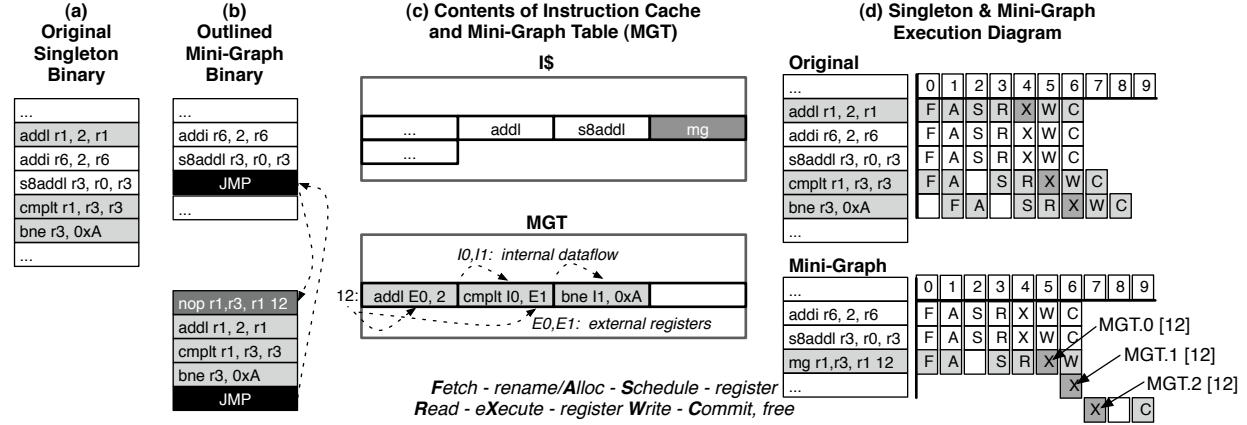 (a)
Original
Singleton
Binary
...
addl r1, 2, r1
addi r6, 2, r6
s8addl r3, r0, r3
cmplt r1, r3, r3
bne r3, 0xA
...
(b)
Outlined
Mini-Graph
Binary
...
addi r6, 2, r6
s8addl r3, r0, r3
JMP
...
nop r1,r3, r1 12
addl r1, 2, r1
cmplt r1, r3, r3
bne r3, 0xA
JMP
(c) Contents of Instruction Cache
and Mini-Graph Table (MGT)
I$
... addl s8addl mg
...
MGT
I0,I1: internal dataflow
12: addl E0, 2 cmplt I0, E1 bne I1, 0xA
E0,E1: external registers
Fetch - rename/Alloc - Schedule - register
Read - eXecute - register Write - Commit, free
(d) Singleton & Mini-Graph
Execution Diagram
Original
... 0 1 2 3 4 5 6 7 8 9
addl r1, 2, r1 F A S R X W C
addi r6, 2, r6 F A S R X W C
s8addl r3, r0, r3 F A S R X W C
cmplt r1, r3, r3 F A S R X W C
bne r3, 0xA F A S R X W C
...
Mini-Graph
... 0 1 2 3 4 5 6 7 8 9
addi r6, 2, r6 F A S R X W C
s8addl r3, r0, r3 F A S R X W C
mg r1,r3, r1 12 F A S R X W
... X
X C
MGT.0 [12]
MGT.1 [12]
MGT.2 [12]